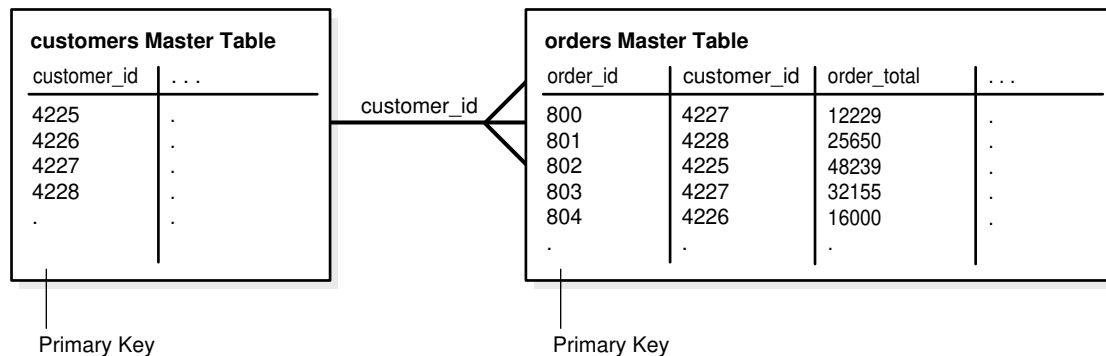 customers Master Table
customer_id . . .
4225 .
4226 .
4227 .
4228 .
. .
Primary Key
customer_id
orders Master Table
order_id customer_id order_total . . .
800 4227 12229 .
801 4228 25650 .
802 4225 48239 .
803 4227 32155 .
804 4226 16000 .
. . .
Primary Key